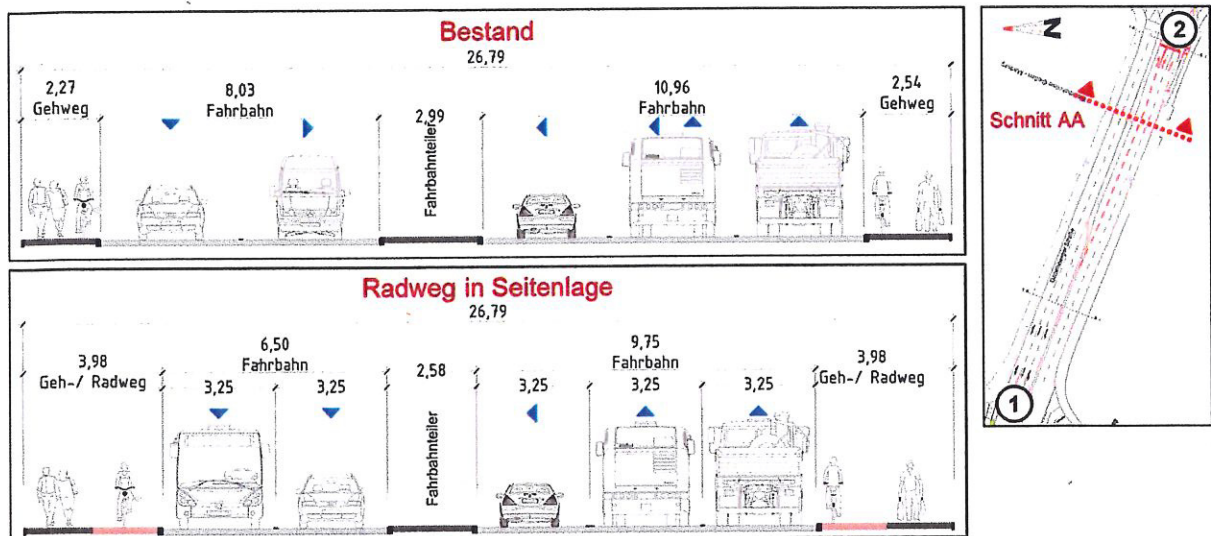 Bestand
26,79
2,27
Gehweg
8,03
Fahrbahn
2,99
Fahrbahnteiler
10,96
Fahrbahn
2,54
Gehweg
Radweg in Seitenlage
26,79
3,98
Geh-/ Radweg
6,50
Fahrbahn
3,25
3,25
2,58
Fahrbahnteiler
9,75
Fahrbahn
3,25
3,25
3,25
3,98
Geh-/ Radweg
N
2
Schnitt AA
1